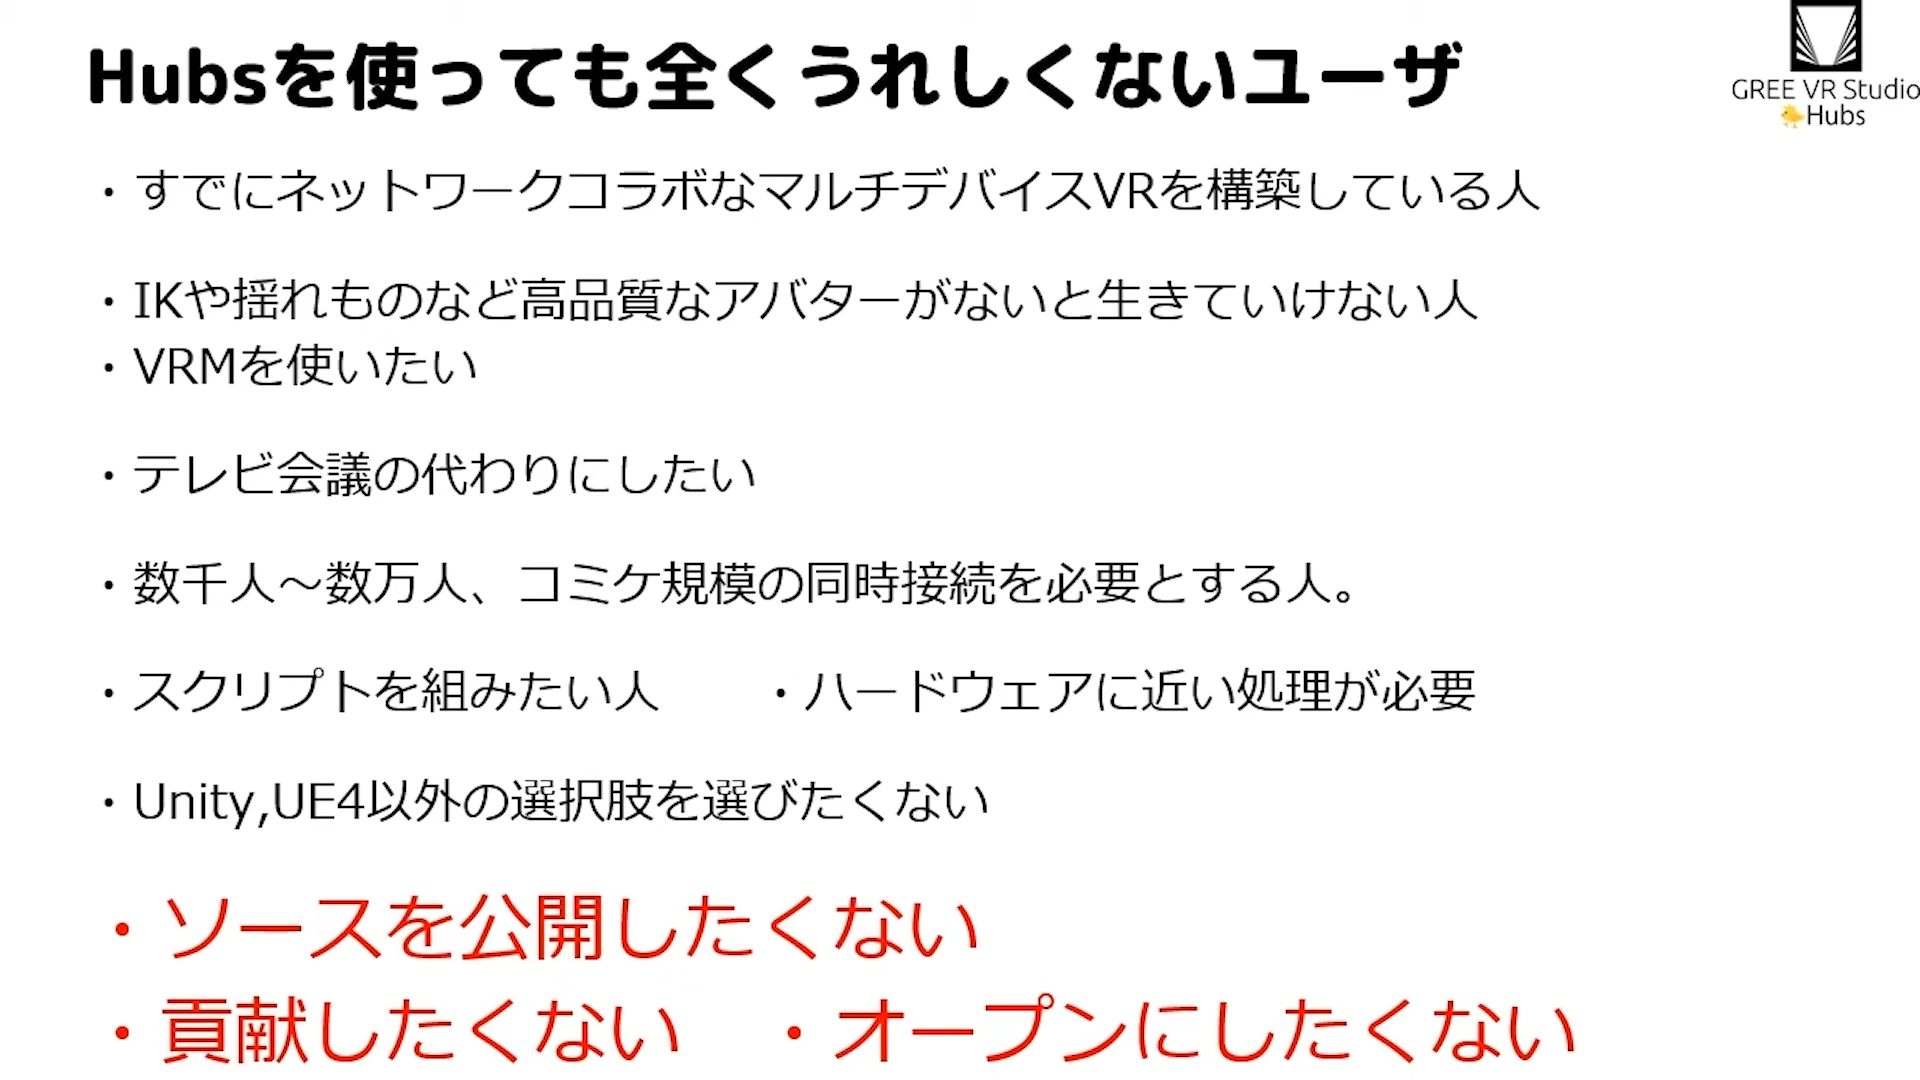 Hubsを使っても全くうれしくないユーザ
GREE VR Studio
🐤Hubs
・すでにネットワークコラボなマルチデバイスVRを構築している人
・IKや揺れものなど高品質なアバターがないと生きていけない人
・VRMを使いたい
・テレビ会議の代わりにしたい
・数千人～数万人、コミケ規模の同時接続を必要とする人。
・スクリプトを組みたい人　　・ハードウェアに近い処理が必要
・Unity,UE4以外の選択肢を選びたくない
・ソースを公開したくない
・貢献したくない　・オープンにしたくない